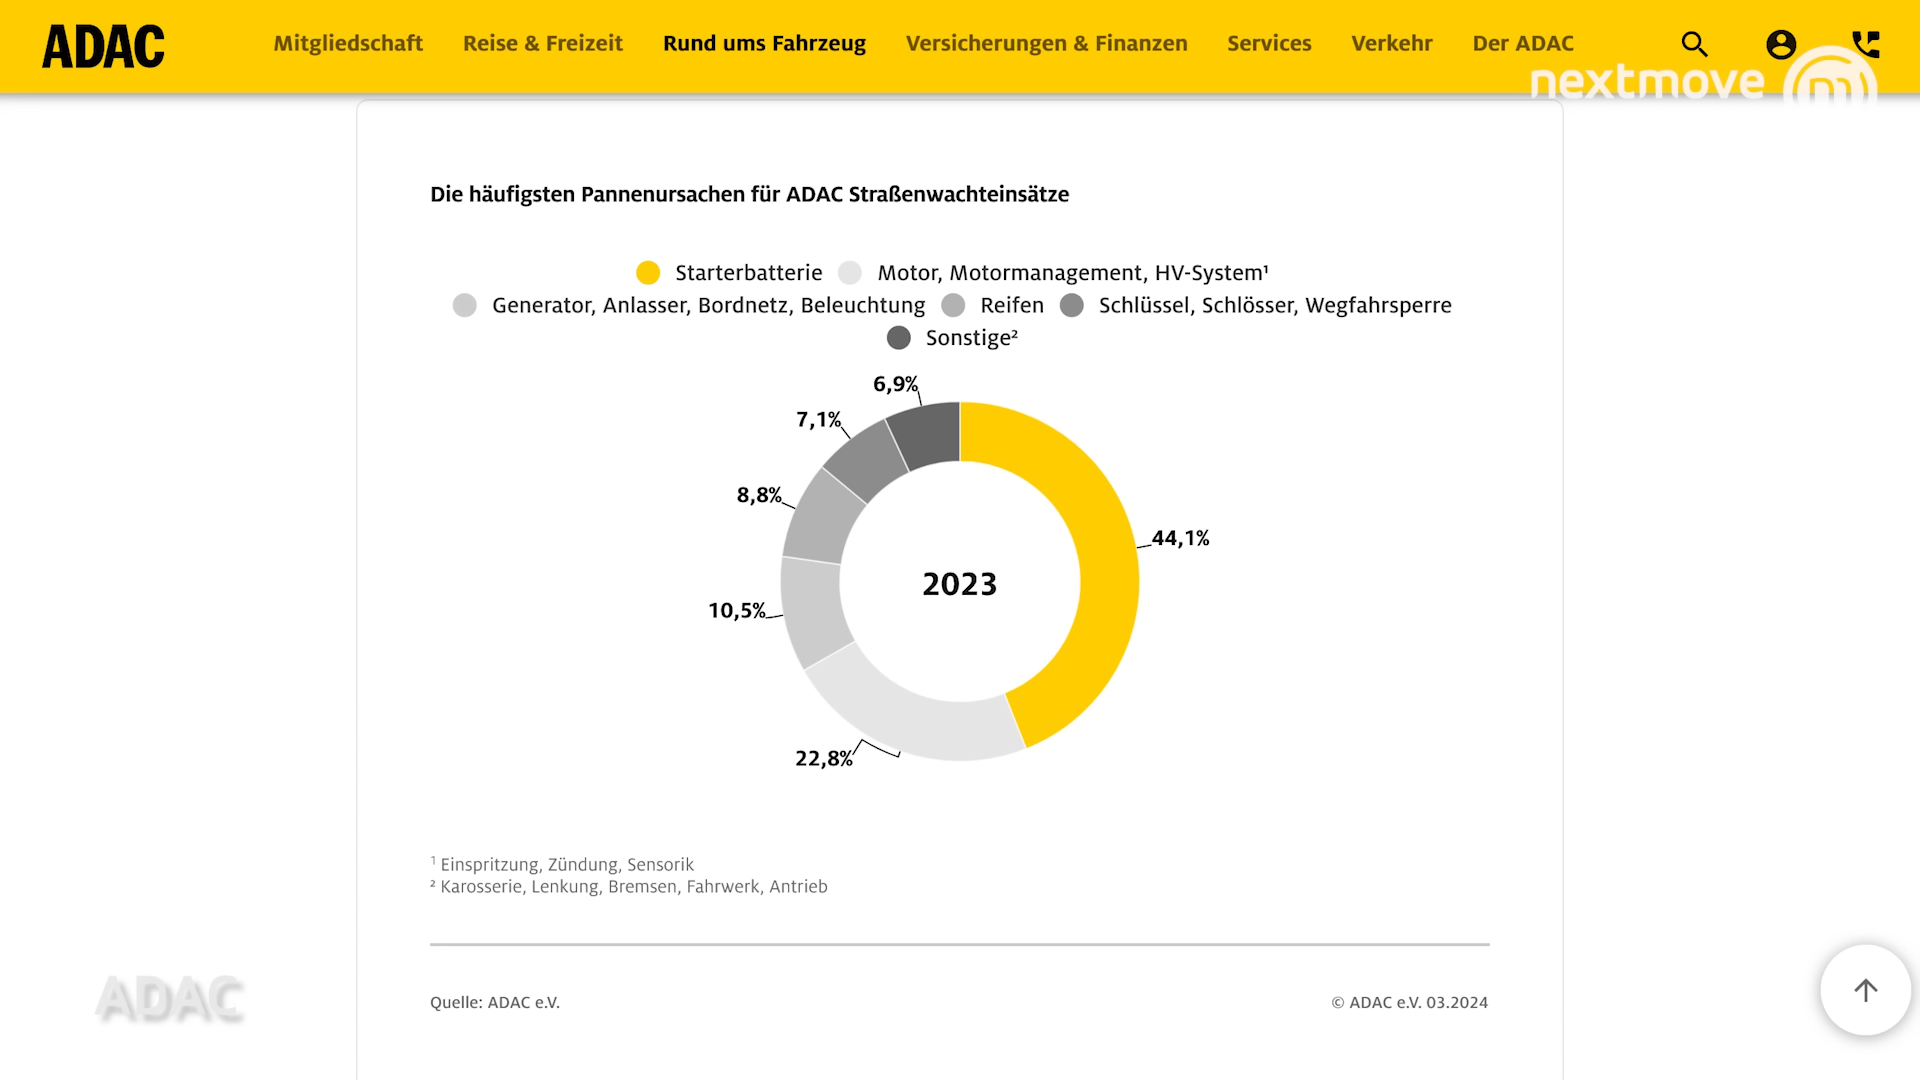 ADAC
Mitgliedschaft Reise & Freizeit Rund ums Fahrzeug Versicherungen & Finanzen Services Verkehr Der ADAC
nextmove
Die häufigsten Pannenursachen für ADAC Straßenwachteinsätze
Starterbatterie Motor, Motormanagement, HV-System¹
Generator, Anlasser, Bordnetz, Beleuchtung Reifen Schlüssel, Schlösser, Wegfahrsperre
Sonstige²
6,9%
7,1%
8,8%
44,1%
2023
10,5%
22,8%
¹ Einspritzung, Zündung, Sensorik
² Karosserie, Lenkung, Bremsen, Fahrwerk, Antrieb
ADAC
Quelle: ADAC e.V. © ADAC e.V. 03.2024